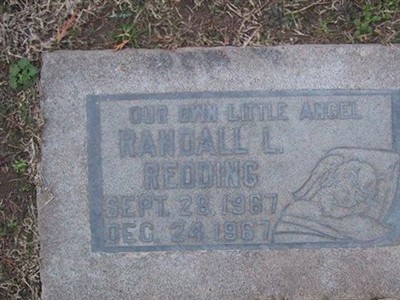 OUR OWN LITTLE ANGEL
RANDALL L.
REDDING
SEPT. 28, 1967
DEC. 24, 1967